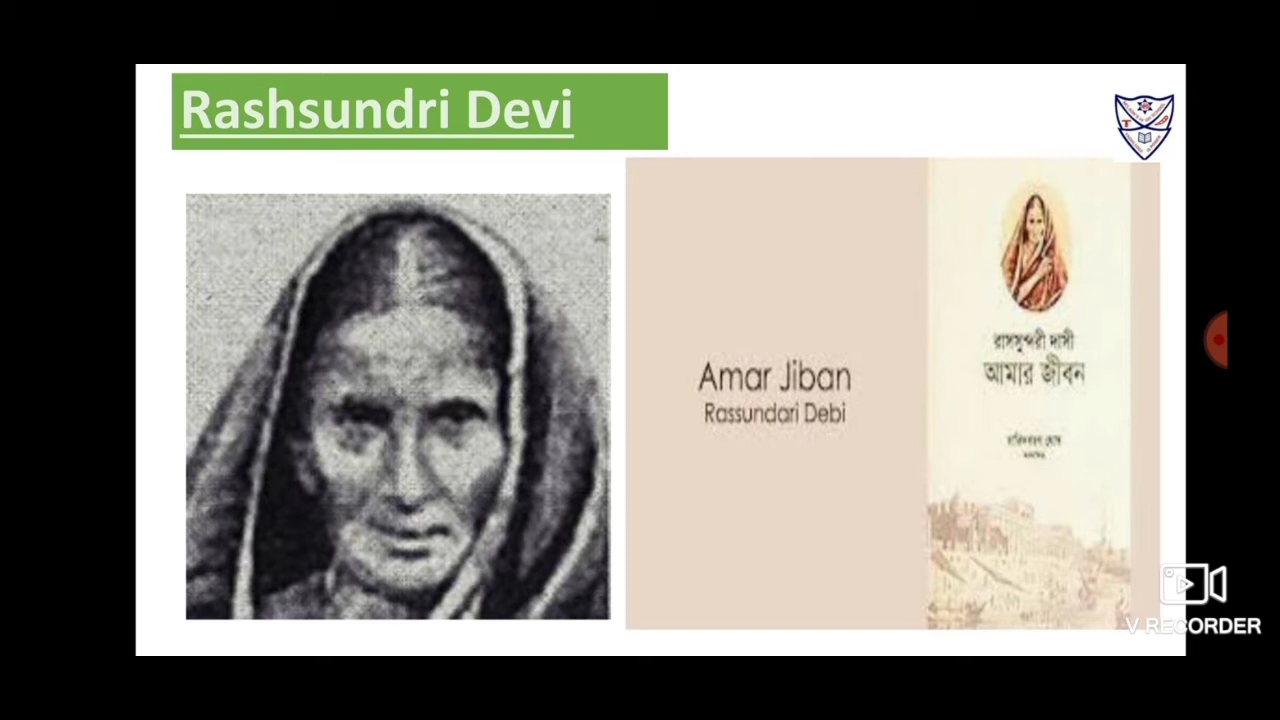 Rashsundri Devi
Amar Jiban
Rassundari Debi
রাসসুন্দরী দাসী
আমার জীবন
V RECORDER